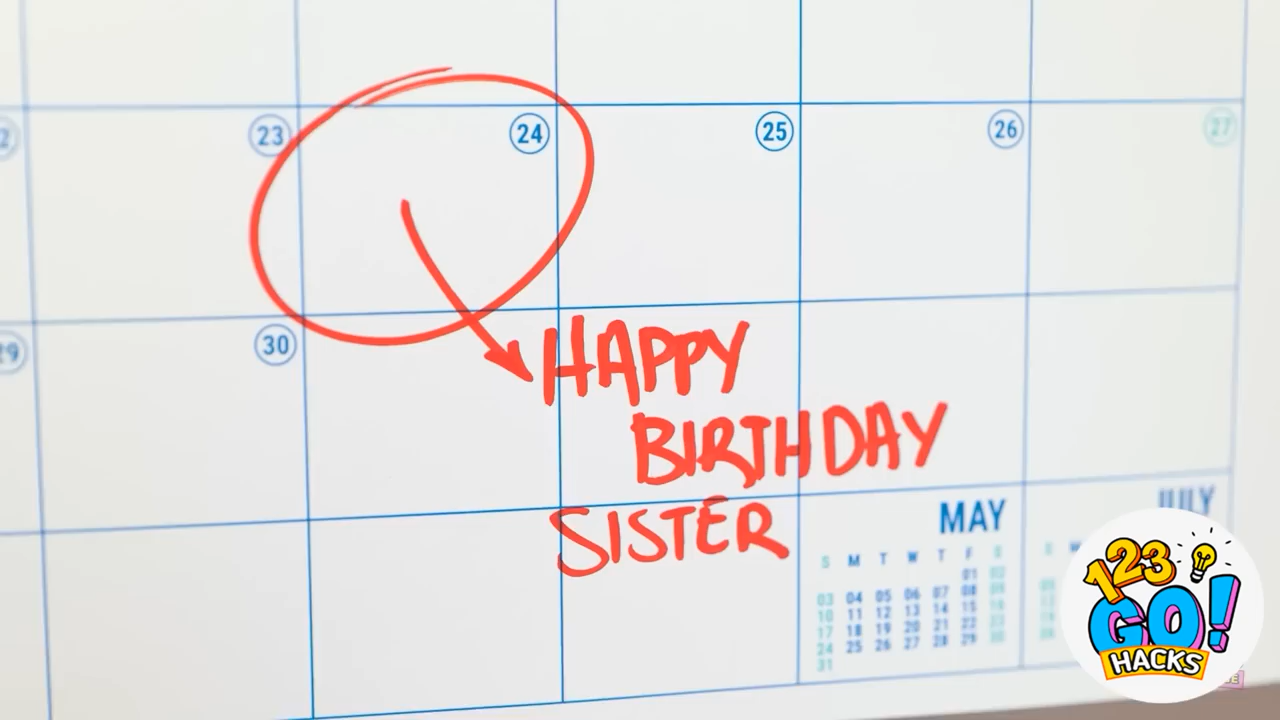 23 24 25 26 27
29 30
HAPPY
BIRTHDAY
SISTER
MAY JULY
S M T W T F S
01 02
03 04 05 06 07 08 09
10 11 12 13 14 15 16
17 18 19 20 21 22 23
24 25 26 27 28 29 30
31
123
GO!
HACKS